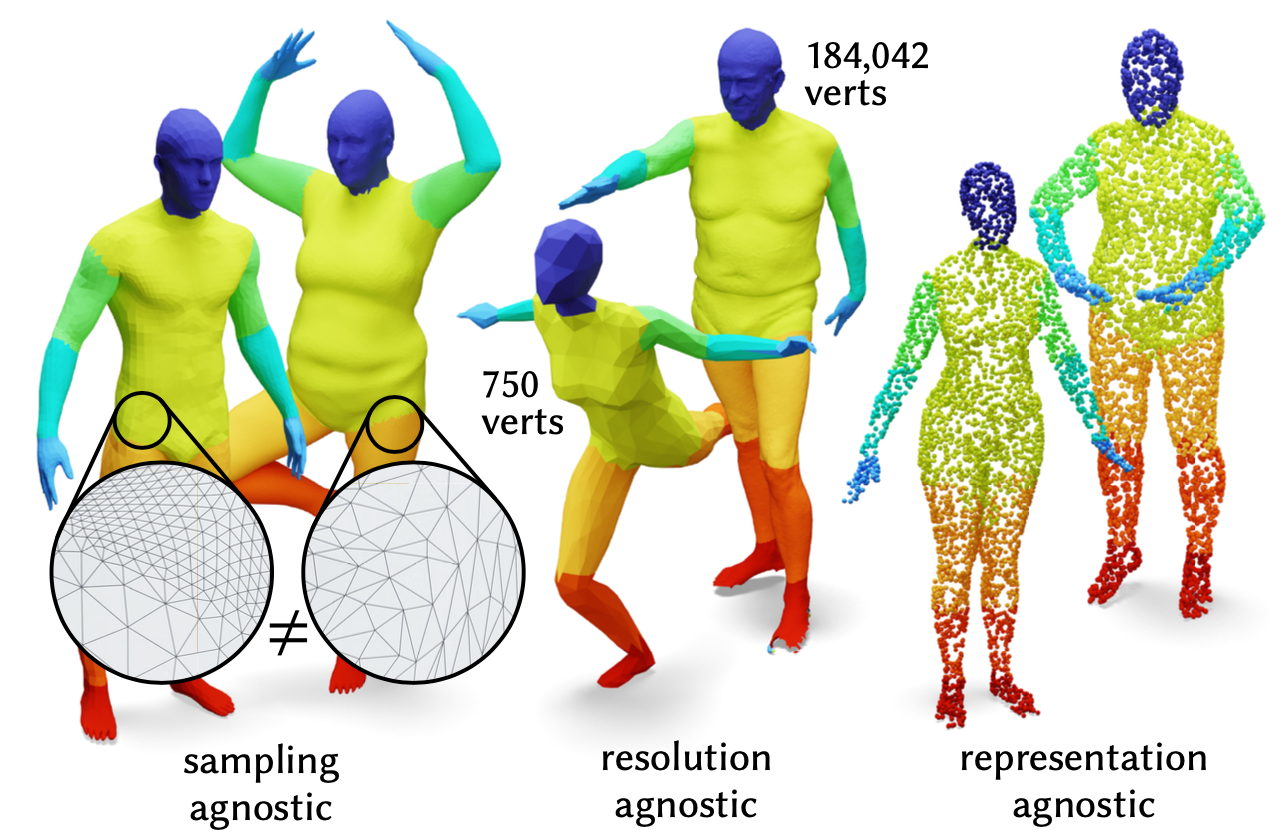 184,042
verts
750
verts
≠
sampling
agnostic
resolution
agnostic
representation
agnostic